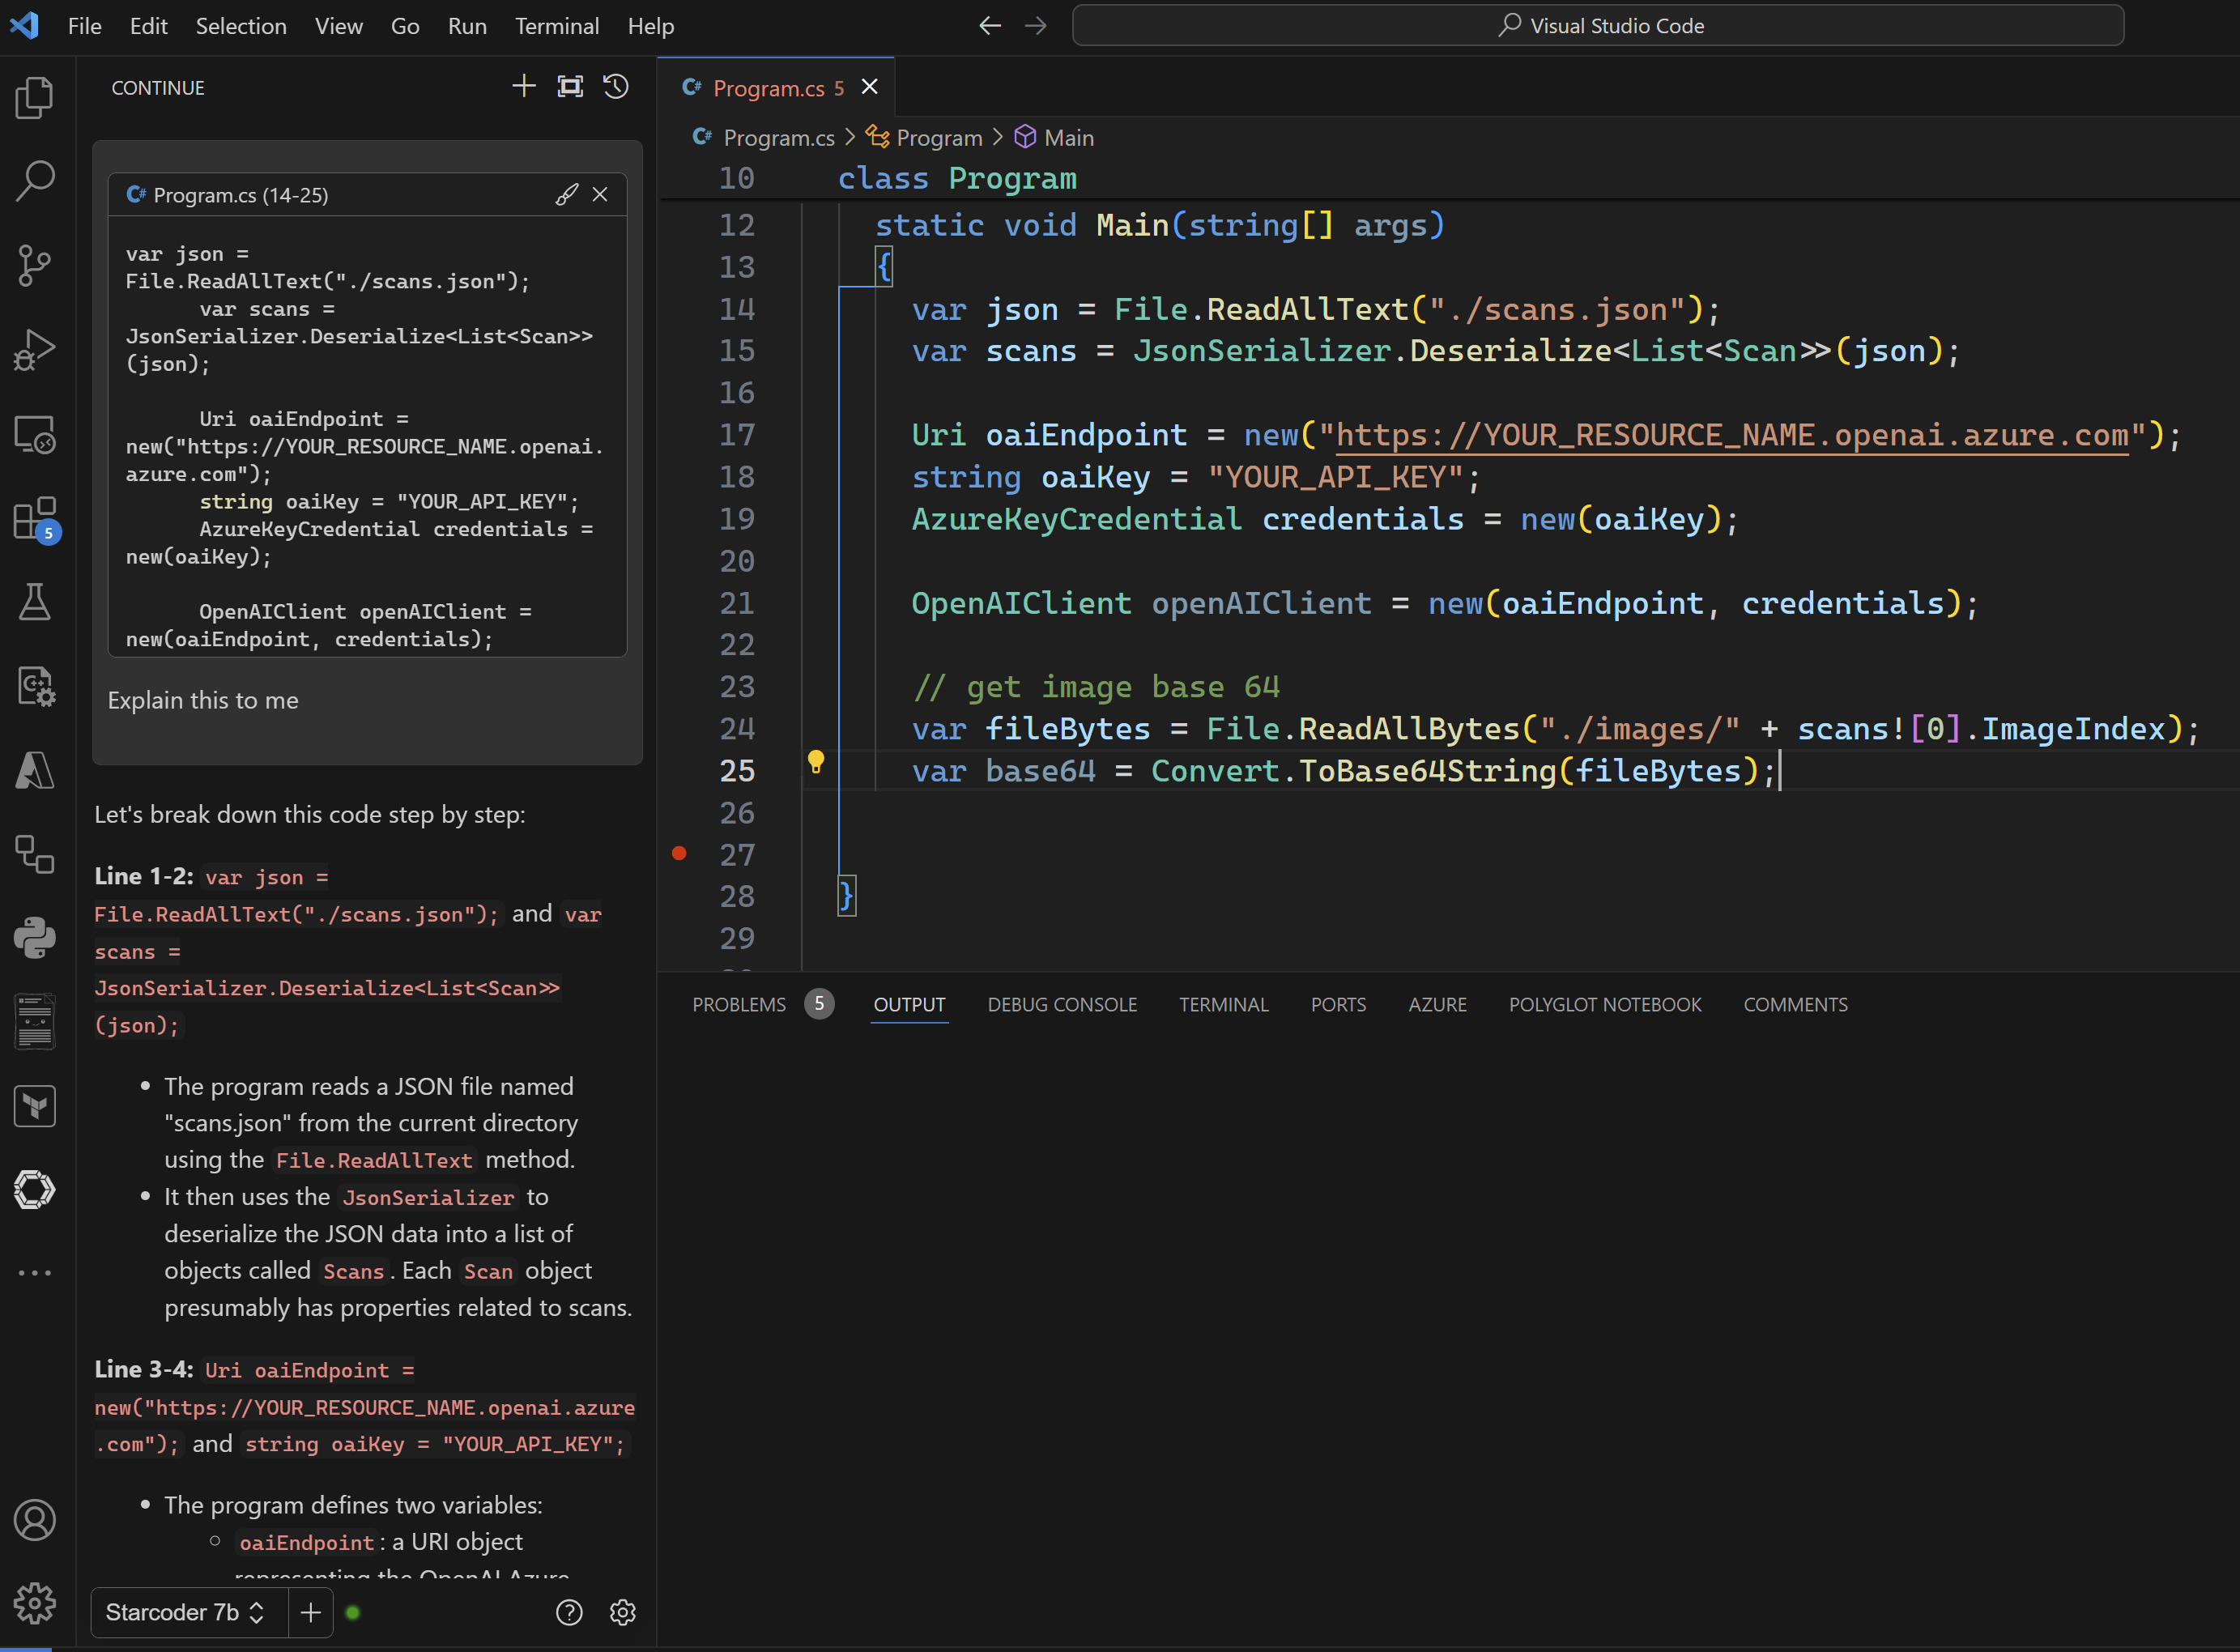 File Edit Selection View Go Run Terminal Help
Visual Studio Code
CONTINUE
C# Program.cs (14-25)
var json =
File.ReadAllText("./scans.json");
var scans =
JsonSerializer.Deserialize<List<Scan>>
(json);
Uri oaiEndpoint =
new("https://YOUR_RESOURCE_NAME.openai.
azure.com");
string oaiKey = "YOUR_API_KEY";
AzureKeyCredential credentials =
new(oaiKey);
OpenAIClient openAIClient =
new(oaiEndpoint, credentials);
Explain this to me
Let's break down this code step by step:
Line 1-2: var json =
File.ReadAllText("./scans.json"); and var
scans =
JsonSerializer.Deserialize<List<Scan>>
(json);
• The program reads a JSON file named
"scans.json" from the current directory
using the File.ReadAllText method.
• It then uses the JsonSerializer to
deserialize the JSON data into a list of
objects called Scans. Each Scan object
presumably has properties related to scans.
Line 3-4: Uri oaiEndpoint =
new("https://YOUR_RESOURCE_NAME.openai.azure
.com"); and string oaiKey = "YOUR_API_KEY";
• The program defines two variables:
oaiEndpoint: a URI object
representing the OpenAI Azure
Starcoder 7b
5
C# Program.cs 5
C# Program.cs > Program > Main
10 class Program
12 static void Main(string[] args)
13 {
14 var json = File.ReadAllText("./scans.json");
15 var scans = JsonSerializer.Deserialize<List<Scan>>(json);
16
17 Uri oaiEndpoint = new("https://YOUR_RESOURCE_NAME.openai.azure.com");
18 string oaiKey = "YOUR_API_KEY";
19 AzureKeyCredential credentials = new(oaiKey);
20
21 OpenAIClient openAIClient = new(oaiEndpoint, credentials);
22
23 // get image base 64
24 var fileBytes = File.ReadAllBytes("./images/" + scans![0].ImageIndex);
25 var base64 = Convert.ToBase64String(fileBytes);
26
27
28 }
29
PROBLEMS 5 OUTPUT DEBUG CONSOLE TERMINAL PORTS AZURE POLYGLOT NOTEBOOK COMMENTS